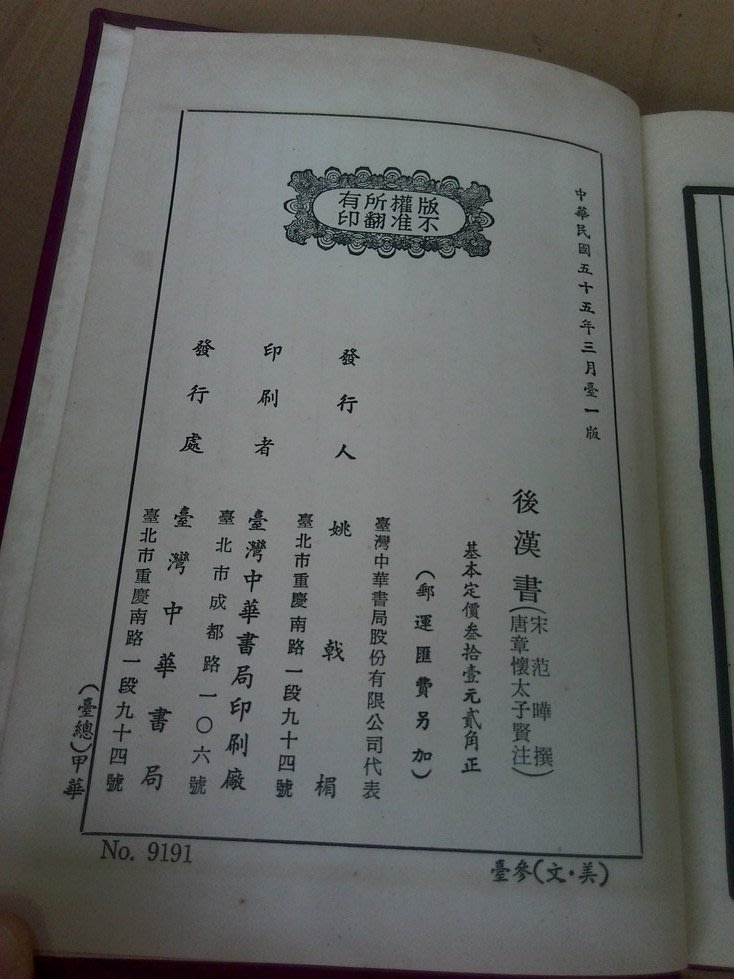 中華民國五十五年三月臺一版
版權所有
不准翻印
後漢書(宋范曄撰
唐章懷太子賢注)
基本定價叁拾壹元貳角正
(郵運匯費另加)
臺灣中華書局股份有限公司代表
發行人 姚戟楣
臺北市重慶南路一段九十四號
印刷者 臺灣中華書局印刷廠
臺北市成都路一〇六號
發行處 臺灣中華書局
臺北市重慶南路一段九十四號
(臺總)甲華
No. 9191
臺參(文·美)